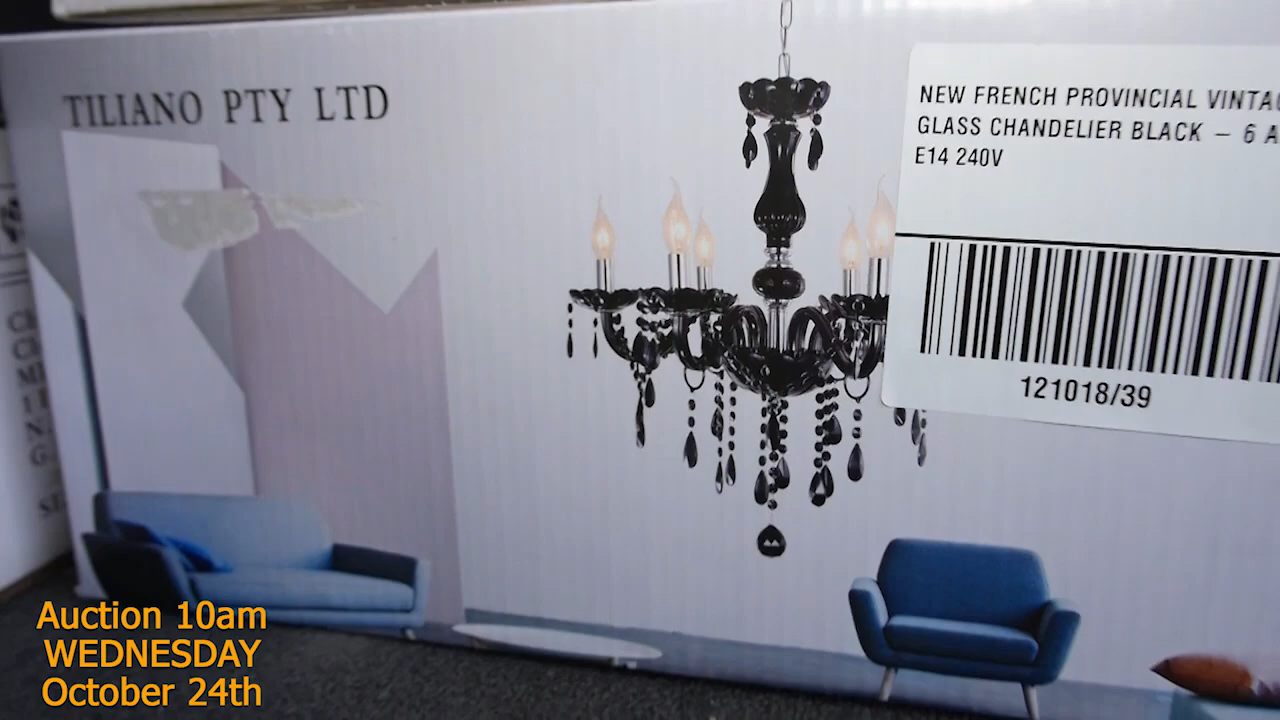 TILIANO PTY LTD
NEW FRENCH PROVINCIAL
GLASS CHANDELIER BLACK – 6
E14 240V
121018/39
Auction 10am
WEDNESDAY
October 24th